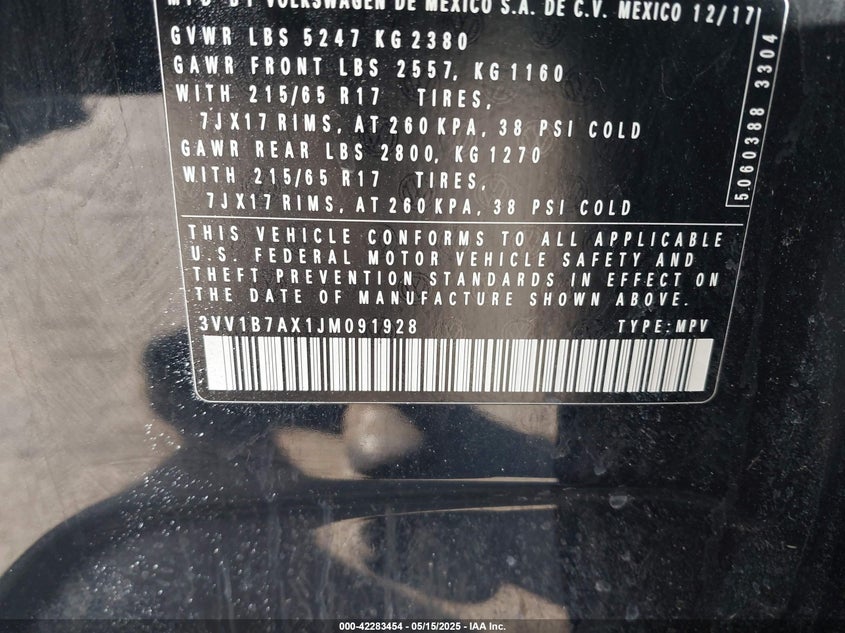 MFD BY VOLKSWAGEN DE MEXICO S.A. DE C.V. MEXICO 12/17
GVWR LBS 5247 KG 2380
GAWR FRONT LBS 2557, KG 1160
WITH 215/65 R17 TIRES,
7JX17 RIMS, AT 260 KPA, 38 PSI COLD
GAWR REAR LBS 2800, KG 1270
WITH 215/65 R17 TIRES,
7JX17 RIMS, AT 260 KPA, 38 PSI COLD
THIS VEHICLE CONFORMS TO ALL APPLICABLE
U.S. FEDERAL MOTOR VEHICLE SAFETY AND
THEFT PREVENTION STANDARDS IN EFFECT ON
THE DATE OF MANUFACTURE SHOWN ABOVE.
3VV1B7AX1JM091928 TYPE: MPV
5.060388 3304
000-42283454 - 05/15/2025 - IAA Inc.